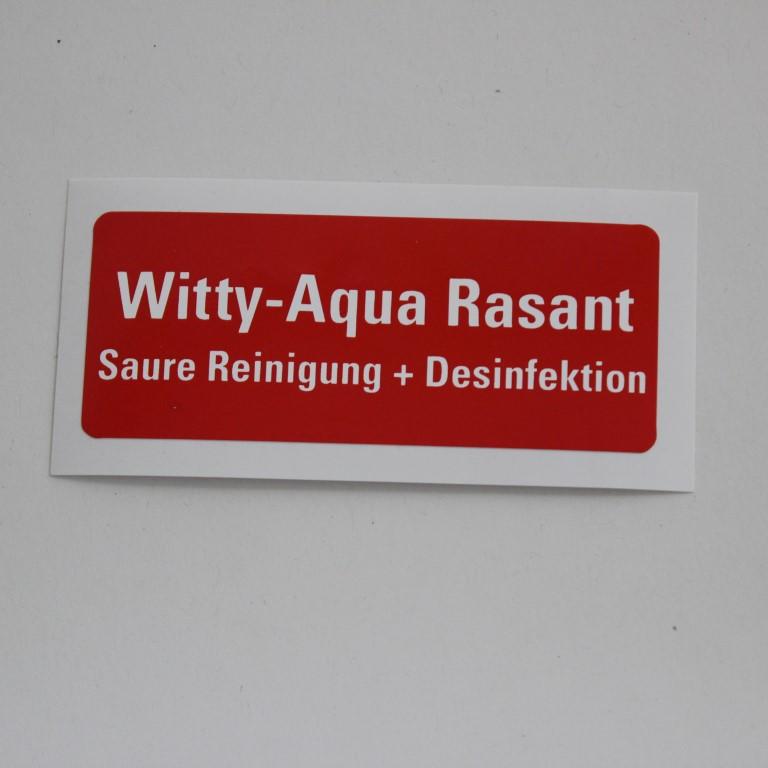 Witty-Aqua Rasant
Saure Reinigung + Desinfektion